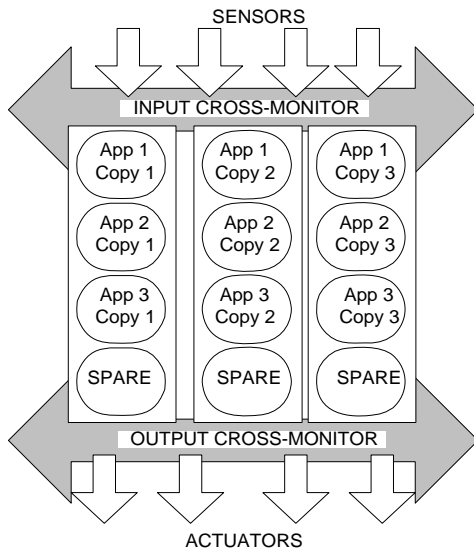 SENSORS
INPUT CROSS-MONITOR
App 1
Copy 1
App 1
Copy 2
App 1
Copy 3
App 2
Copy 1
App 2
Copy 2
App 2
Copy 3
App 3
Copy 1
App 3
Copy 2
App 3
Copy 3
SPARE
SPARE
SPARE
OUTPUT CROSS-MONITOR
ACTUATORS